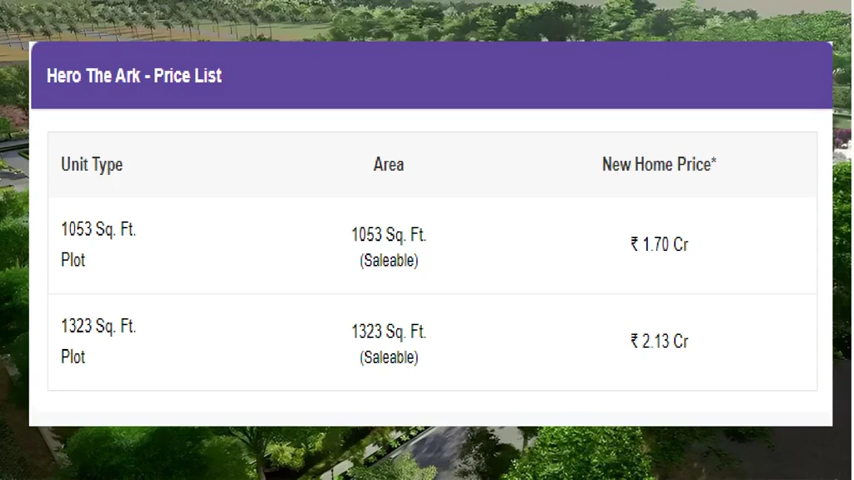 Hero The Ark - Price List
Unit Type Area New Home Price*
1053 Sq. Ft.
Plot
1053 Sq. Ft.
(Saleable)
₹ 1.70 Cr
1323 Sq. Ft.
Plot
1323 Sq. Ft.
(Saleable)
₹ 2.13 Cr